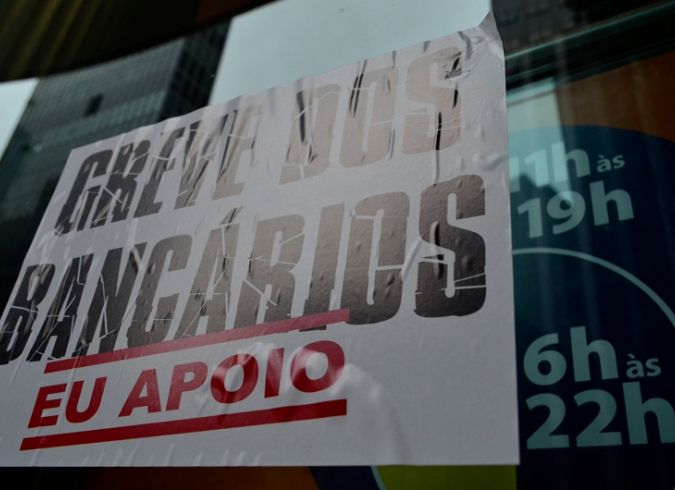 GREVE DOS
BANCÁRIOS
EU APOIO
11h às
19h
6h às
22h